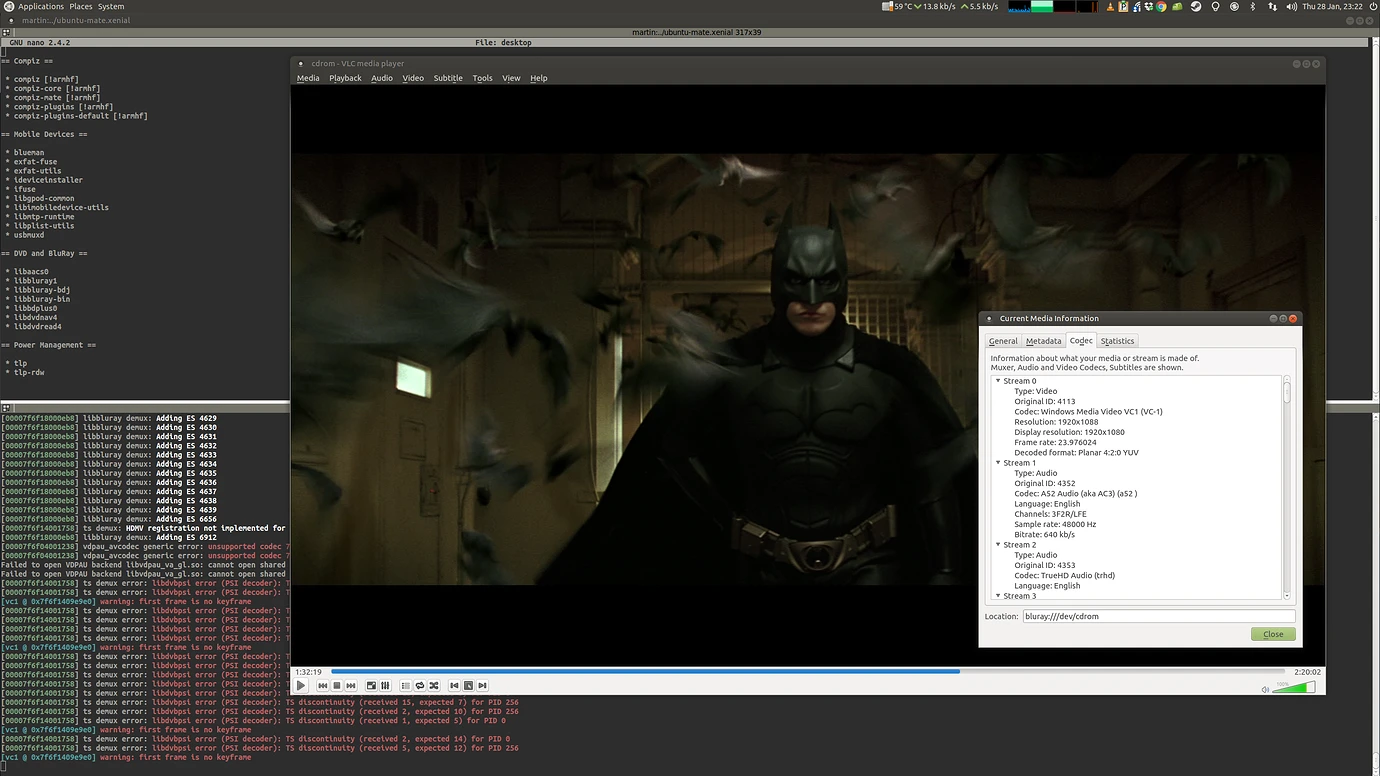 Applications Places System
59 °C 13.8 kb/s 5.5 kb/s
Thu 28 Jan, 23:22
martin:../ubuntu-mate.xenial
martin:../ubuntu-mate.xenial 317x39
GNU nano 2.4.2 File: desktop
== Compiz ==
* compiz [!armhf]
* compiz-core [!armhf]
* compiz-mate [!armhf]
* compiz-plugins [!armhf]
* compiz-plugins-default [!armhf]
== Mobile Devices ==
* blueman
* exfat-fuse
* exfat-utils
* ideviceinstaller
* ifuse
* libgpod-common
* libimobiledevice-utils
* libmtp-runtime
* libplist-utils
* usbmuxd
== DVD and BluRay ==
* libaacs0
* libbluray1
* libbluray-bdj
* libbluray-bin
* libbdplus0
* libdvdnav4
* libdvdread4
== Power Management ==
* tlp
* tlp-rdw
cdrom - VLC media player
Media Playback Audio Video Subtitle Tools View Help
Current Media Information
General Metadata Codec Statistics
Information about what your media or stream is made of.
Muxer, Audio and Video Codecs, Subtitles are shown.
Stream 0
Type: Video
Original ID: 4113
Codec: Windows Media Video VC1 (VC-1)
Resolution: 1920x1088
Display resolution: 1920x1080
Frame rate: 23.976024
Decoded format: Planar 4:2:0 YUV
Stream 1
Type: Audio
Original ID: 4352
Codec: A52 Audio (aka AC3) (a52 )
Language: English
Channels: 3F2R/LFE
Sample rate: 48000 Hz
Bitrate: 640 kb/s
Stream 2
Type: Audio
Original ID: 4353
Codec: TrueHD Audio (trhd)
Language: English
Stream 3
Location: bluray:///dev/cdrom
Close
1:32:19 2:20:02
100%
[00007f6f18000eb8] libbluray demux: Adding ES 4629
[00007f6f18000eb8] libbluray demux: Adding ES 4630
[00007f6f18000eb8] libbluray demux: Adding ES 4631
[00007f6f18000eb8] libbluray demux: Adding ES 4632
[00007f6f18000eb8] libbluray demux: Adding ES 4633
[00007f6f18000eb8] libbluray demux: Adding ES 4634
[00007f6f18000eb8] libbluray demux: Adding ES 4635
[00007f6f18000eb8] libbluray demux: Adding ES 4636
[00007f6f18000eb8] libbluray demux: Adding ES 4637
[00007f6f18000eb8] libbluray demux: Adding ES 4638
[00007f6f18000eb8] libbluray demux: Adding ES 4639
[00007f6f18000eb8] libbluray demux: Adding ES 6656
[00007f6f14001758] ts demux: HDMV registration not implemented for
[00007f6f18000eb8] libbluray demux: Adding ES 6912
[00007f6f04001238] vdpau_avcodec generic error: unsupported codec ?
[00007f6f04001238] vdpau_avcodec generic error: unsupported codec ?
Failed to open VDPAU backend libvdpau_va_gl.so: cannot open shared
Failed to open VDPAU backend libvdpau_va_gl.so: cannot open shared
[00007f6f14001758] ts demux error: libdvbpsi error (PSI decoder): T
[00007f6f14001758] ts demux error: libdvbpsi error (PSI decoder): T
[vc1 @ 0x7f6f1409e9e0] warning: first frame is no keyframe
[00007f6f14001758] ts demux error: libdvbpsi error (PSI decoder): T
[00007f6f14001758] ts demux error: libdvbpsi error (PSI decoder): T
[00007f6f14001758] ts demux error: libdvbpsi error (PSI decoder): T
[00007f6f14001758] ts demux error: libdvbpsi error (PSI decoder): T
[vc1 @ 0x7f6f1409e9e0] warning: first frame is no keyframe
[00007f6f14001758] ts demux error: libdvbpsi error (PSI decoder): T
[00007f6f14001758] ts demux error: libdvbpsi error (PSI decoder): T
[00007f6f14001758] ts demux error: libdvbpsi error (PSI decoder): T
[00007f6f14001758] ts demux error: libdvbpsi error (PSI decoder): T
[00007f6f14001758] ts demux error: libdvbpsi error (PSI decoder): T
[00007f6f14001758] ts demux error: libdvbpsi error (PSI decoder): TS discontinuity (received 15, expected 7) for PID 256
[00007f6f14001758] ts demux error: libdvbpsi error (PSI decoder): TS discontinuity (received 2, expected 10) for PID 256
[00007f6f14001758] ts demux error: libdvbpsi error (PSI decoder): TS discontinuity (received 1, expected 5) for PID 0
[vc1 @ 0x7f6f1409e9e0] warning: first frame is no keyframe
[00007f6f14001758] ts demux error: libdvbpsi error (PSI decoder): TS discontinuity (received 2, expected 14) for PID 0
[00007f6f14001758] ts demux error: libdvbpsi error (PSI decoder): TS discontinuity (received 5, expected 12) for PID 256
[vc1 @ 0x7f6f1409e9e0] warning: first frame is no keyframe